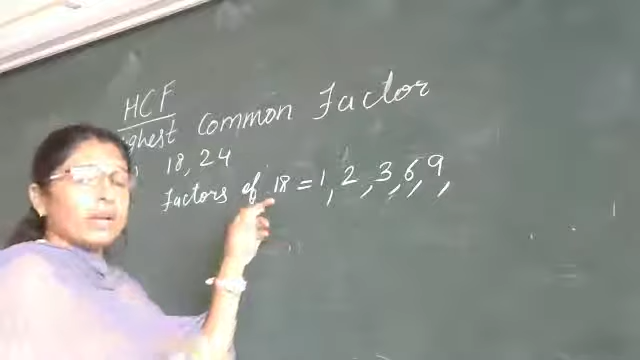 HCF
ghest Common Factor
18, 24
Factors of 18 = 1, 2, 3, 6, 9,